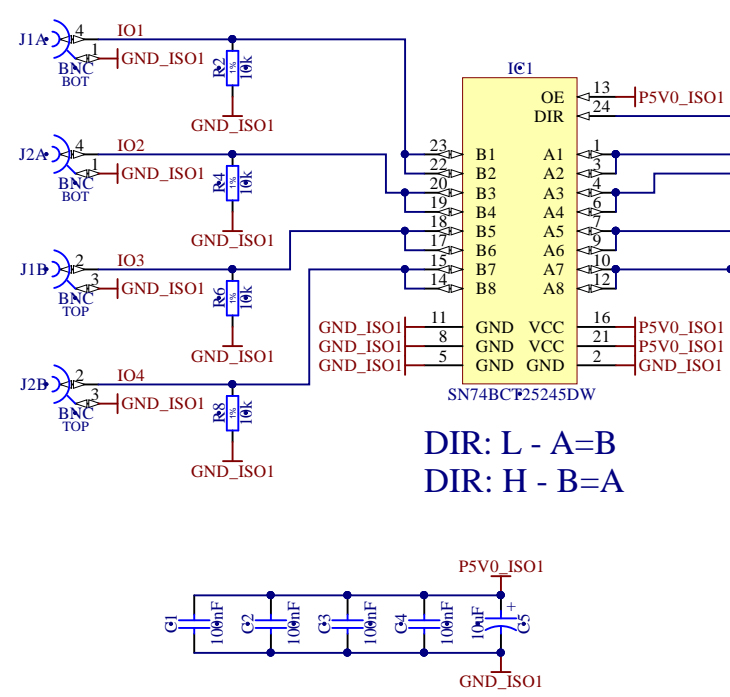 J1A
4
IO1
1
GND_ISO1
BNC
BOT
R2
1%
10k
GND_ISO1
J2A
4
IO2
1
GND_ISO1
BNC
BOT
R4
1%
10k
GND_ISO1
J1B
2
IO3
3
GND_ISO1
BNC
TOP
R6
1%
10k
GND_ISO1
J2B
2
IO4
3
GND_ISO1
BNC
TOP
R8
1%
10k
GND_ISO1
IC1
OE 13 P5V0_ISO1
DIR 24
23 B1 A1 1
22 B2 A2 3
20 B3 A3 4
19 B4 A4 6
18 B5 A5 7
17 B6 A6 9
15 B7 A7 10
14 B8 A8 12
GND_ISO1 11 GND VCC 16 P5V0_ISO1
GND_ISO1 8 GND VCC 21 P5V0_ISO1
GND_ISO1 5 GND GND 2 GND_ISO1
SN74BCT25245DW
DIR: L - A=B
DIR: H - B=A
P5V0_ISO1
C1
100nF
C2
100nF
C3
100nF
C4
100nF
10uF
+
C5
GND_ISO1